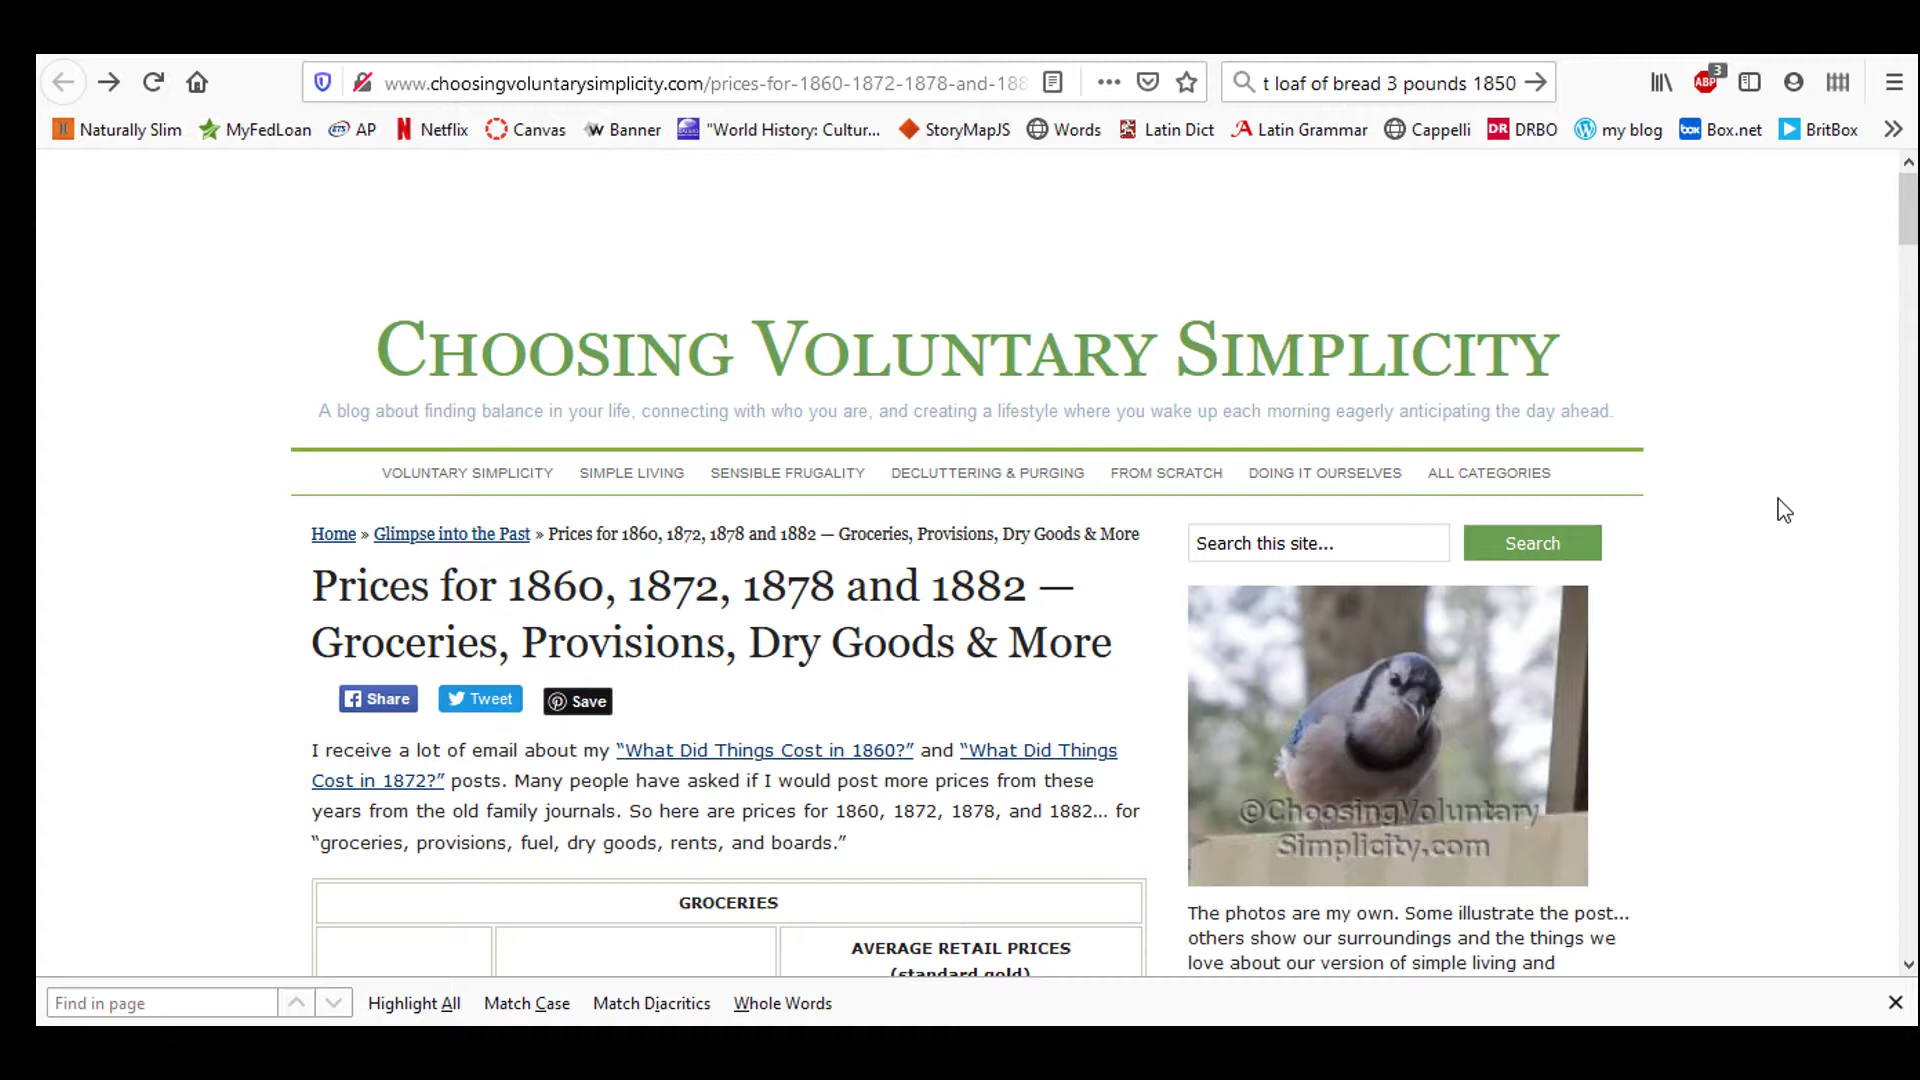 www.choosingvoluntarysimplicity.com/prices-for-1860-1872-1878-and-188
t loaf of bread 3 pounds 1850
ABP 3
Naturally Slim MyFedLoan ETS AP Netflix Canvas Banner "World History: Cultur... StoryMapJS Words Latin Dict Latin Grammar Cappelli DR DRBO my blog box Box.net BritBox
CHOOSING VOLUNTARY SIMPLICITY
A blog about finding balance in your life, connecting with who you are, and creating a lifestyle where you wake up each morning eagerly anticipating the day ahead.
VOLUNTARY SIMPLICITY SIMPLE LIVING SENSIBLE FRUGALITY DECLUTTERING & PURGING FROM SCRATCH DOING IT OURSELVES ALL CATEGORIES
Home » Glimpse into the Past » Prices for 1860, 1872, 1878 and 1882 — Groceries, Provisions, Dry Goods & More
Prices for 1860, 1872, 1878 and 1882 —
Groceries, Provisions, Dry Goods & More
Share Tweet Save
I receive a lot of email about my “What Did Things Cost in 1860?” and “What Did Things
Cost in 1872?” posts. Many people have asked if I would post more prices from these
years from the old family journals. So here are prices for 1860, 1872, 1878, and 1882... for
“groceries, provisions, fuel, dry goods, rents, and boards.”
GROCERIES
AVERAGE RETAIL PRICES
(standard gold)
Search this site...
Search
©ChoosingVoluntary
Simplicity.com
The photos are my own. Some illustrate the post...
others show our surroundings and the things we
love about our version of simple living and
Find in page Highlight All Match Case Match Diacritics Whole Words